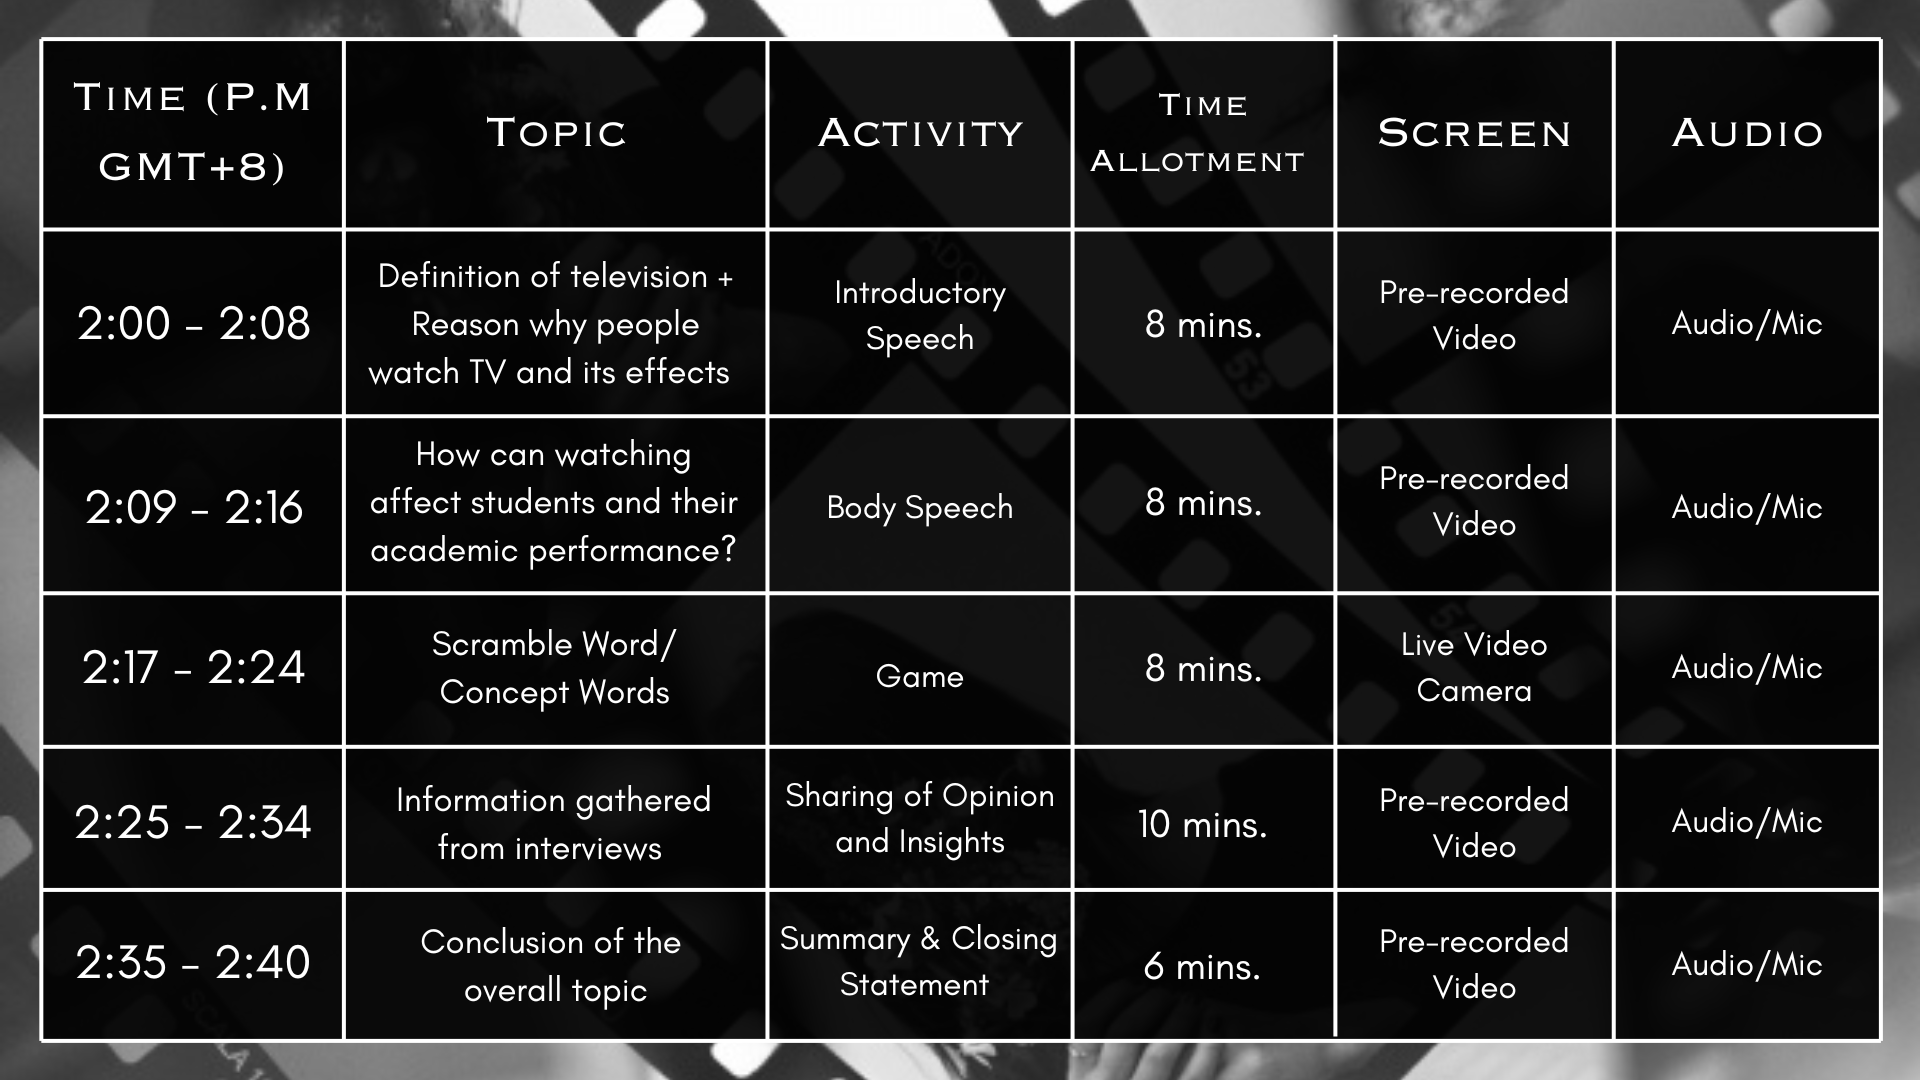 Time (P.M
GMT+8)
Topic
Activity
Time
Allotment
Screen
Audio
2:00 - 2:08
Definition of television +
Reason why people
watch TV and its effects
Introductory
Speech
8 mins.
Pre-recorded
Video
Audio/Mic
2:09 - 2:16
How can watching
affect students and their
academic performance?
Body Speech
8 mins.
Pre-recorded
Video
Audio/Mic
2:17 - 2:24
Scramble Word/
Concept Words
Game
8 mins.
Live Video
Camera
Audio/Mic
2:25 - 2:34
Information gathered
from interviews
Sharing of Opinion
and Insights
10 mins.
Pre-recorded
Video
Audio/Mic
2:35 - 2:40
Conclusion of the
overall topic
Summary & Closing
Statement
6 mins.
Pre-recorded
Video
Audio/Mic
53